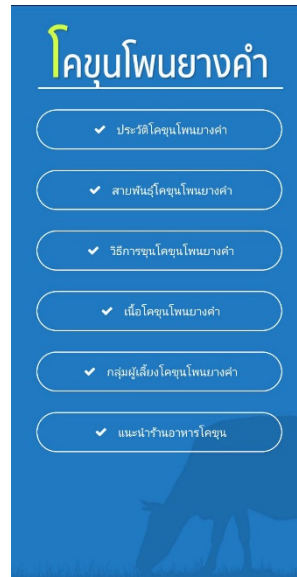 โคขุนโพนยางคำ
ประวัติโคขุนโพนยางคำ
สายพันธุ์โคขุนโพนยางคำ
วิธีการขุนโคขุนโพนยางคำ
เนื้อโคขุนโพนยางคำ
กลุ่มผู้เลี้ยงโคขุนโพนยางคำ
แนะนำร้านอาหารโคขุน